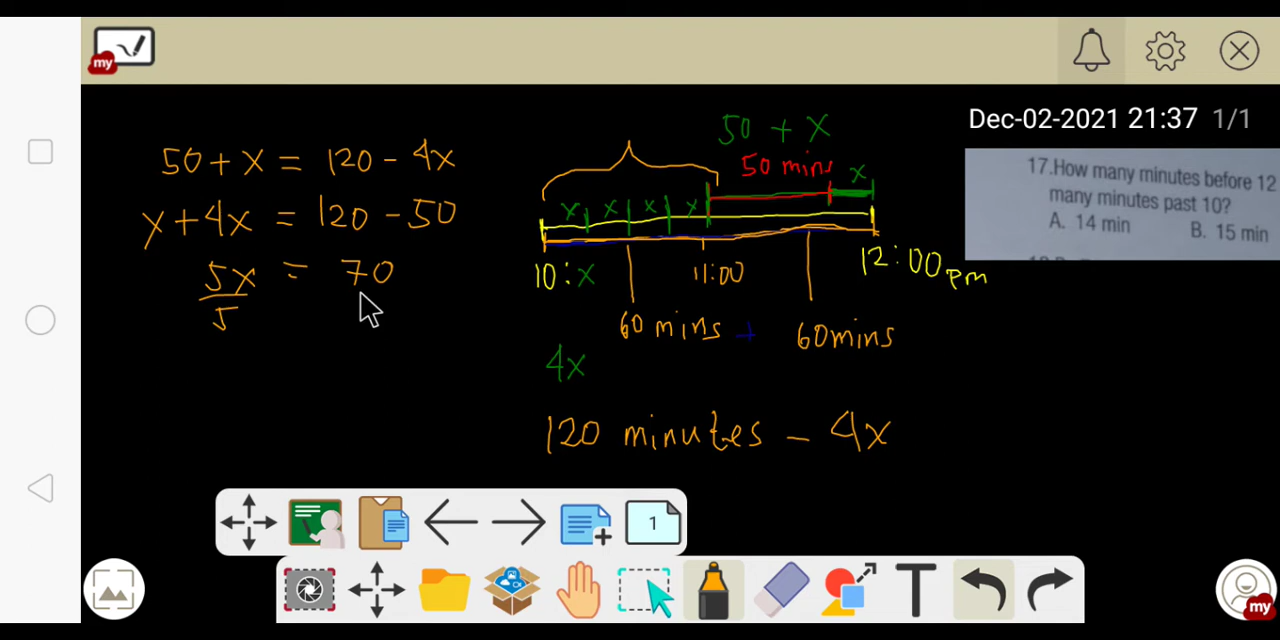 my
Dec-02-2021 21:37 1/1
17.How many minutes before 12
many minutes past 10?
A. 14 min B. 15 min
50 + x = 120 - 4x
x + 4x = 120 - 50
5x = 70
5
50 + x
50 mins x
x x x x
10:x 11:00 12:00pm
60 mins + 60mins
4x
120 minutes - 4x
1
T
my